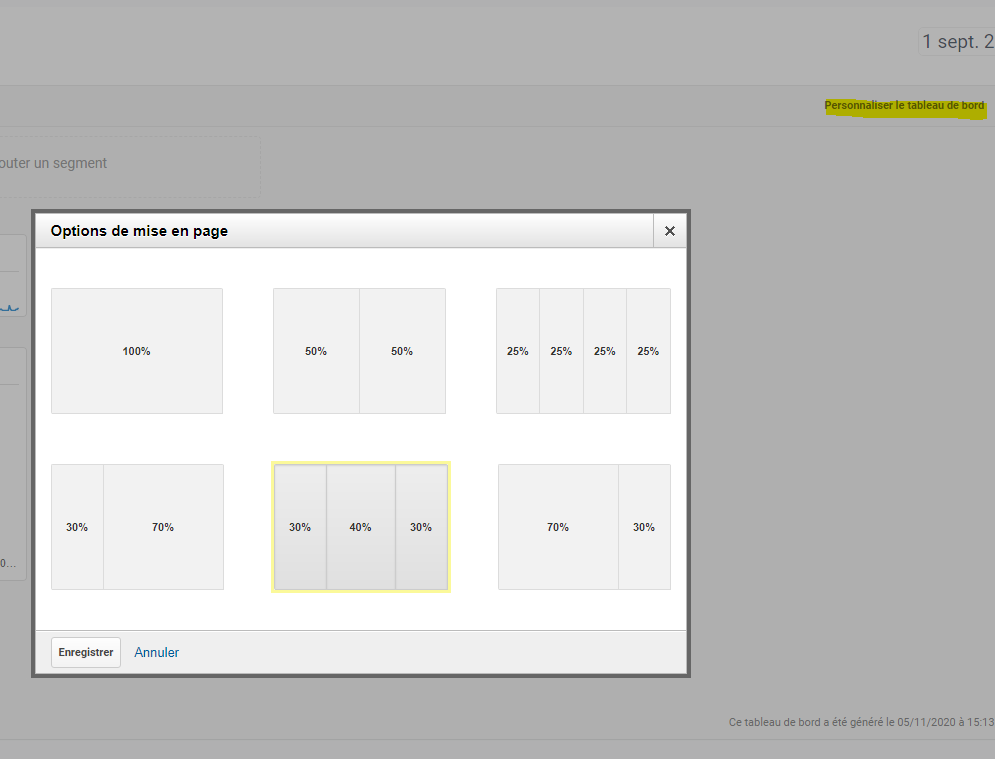 1 sept. 2
Personnaliser le tableau de bord
outer un segment
Options de mise en page
100%
50% 50%
25% 25% 25% 25%
30% 70%
30% 40% 30%
70% 30%
0...
Enregistrer Annuler
Ce tableau de bord a été généré le 05/11/2020 à 15:13